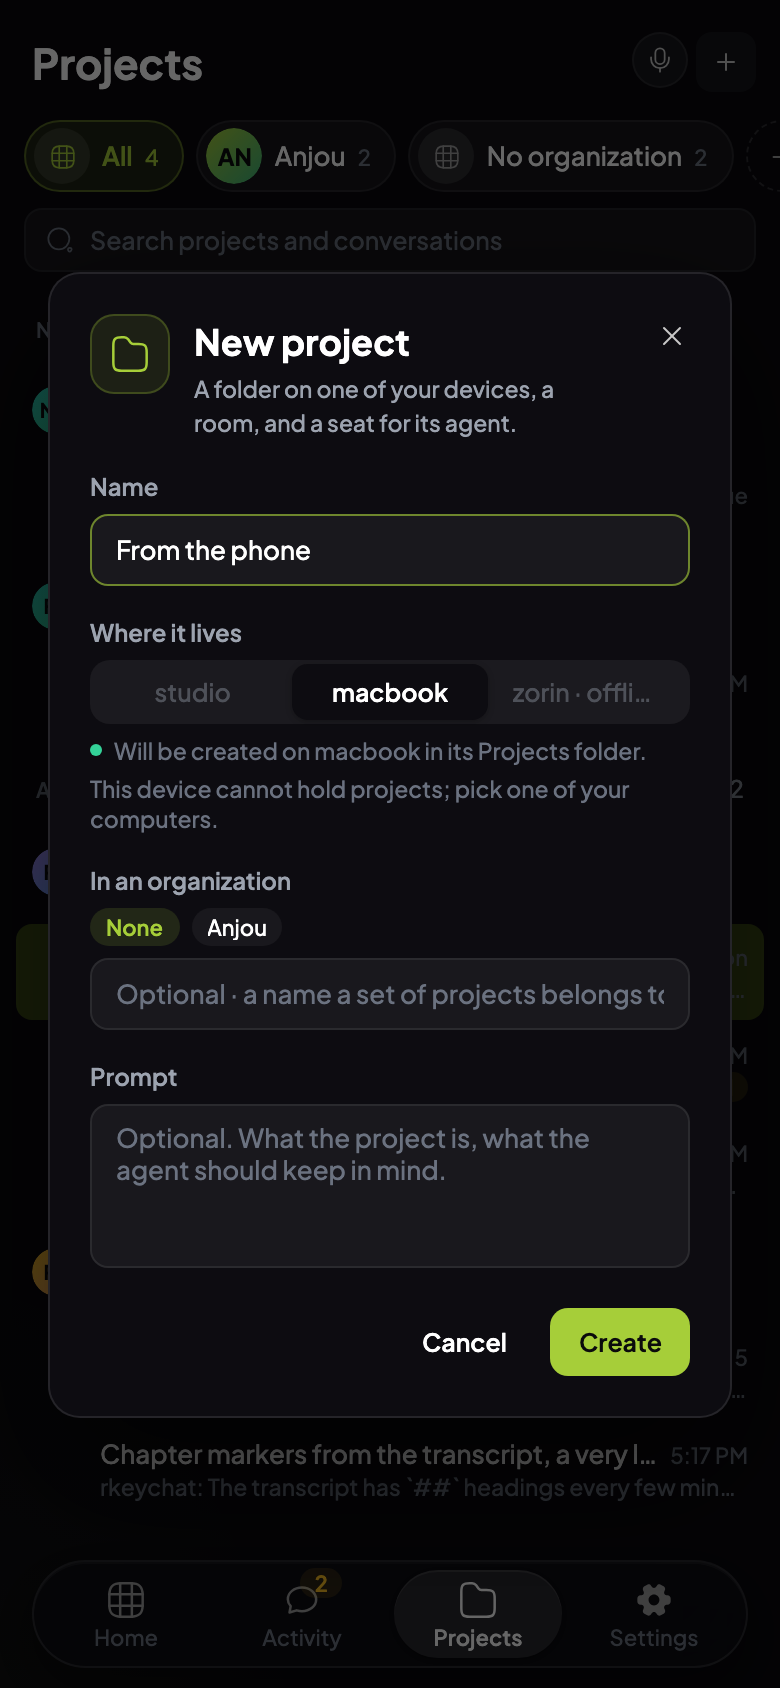 Projects
All 4
AN Anjou 2
No organization 2
Search projects and conversations
New project
A folder on one of your devices, a
room, and a seat for its agent.
Name
From the phone
Where it lives
studio
macbook
zorin · offli...
Will be created on macbook in its Projects folder.
This device cannot hold projects; pick one of your
computers.
2
In an organization
None
Anjou
Optional · a name a set of projects belongs to
Prompt
Optional. What the project is, what the
agent should keep in mind.
Cancel
Create
5
Chapter markers from the transcript, a very l... 5:17 PM
rkeychat: The transcript has `##` headings every few min...
Home
Activity 2
Projects
Settings